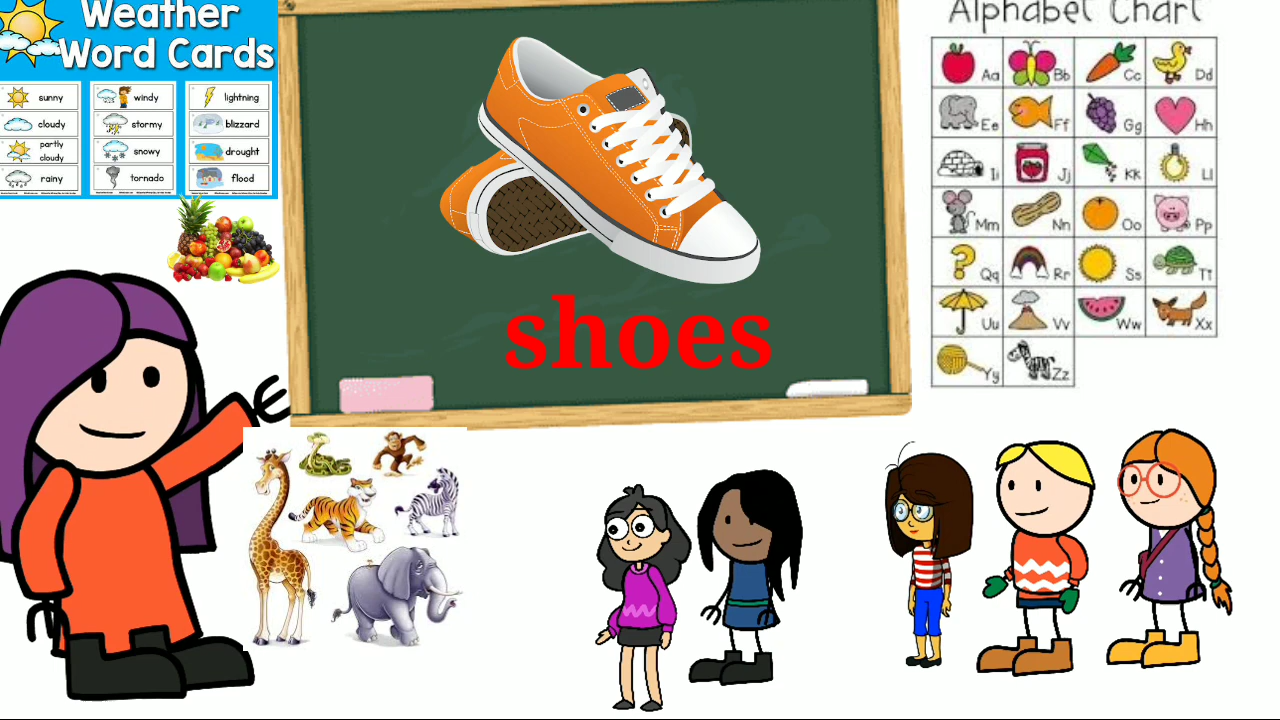 Weather
Word Cards
sunny
cloudy
partly
cloudy
rainy
windy
stormy
snowy
tornado
lightning
blizzard
drought
flood
shoes
Alphabet Chart
Aa
Bb
Cc
Dd
Ee
Ff
Gg
Hh
Ii
Jj
Kk
Ll
Mm
Nn
Oo
Pp
Qq
Rr
Ss
Tt
Uu
Vv
Ww
Xx
Yy
Zz